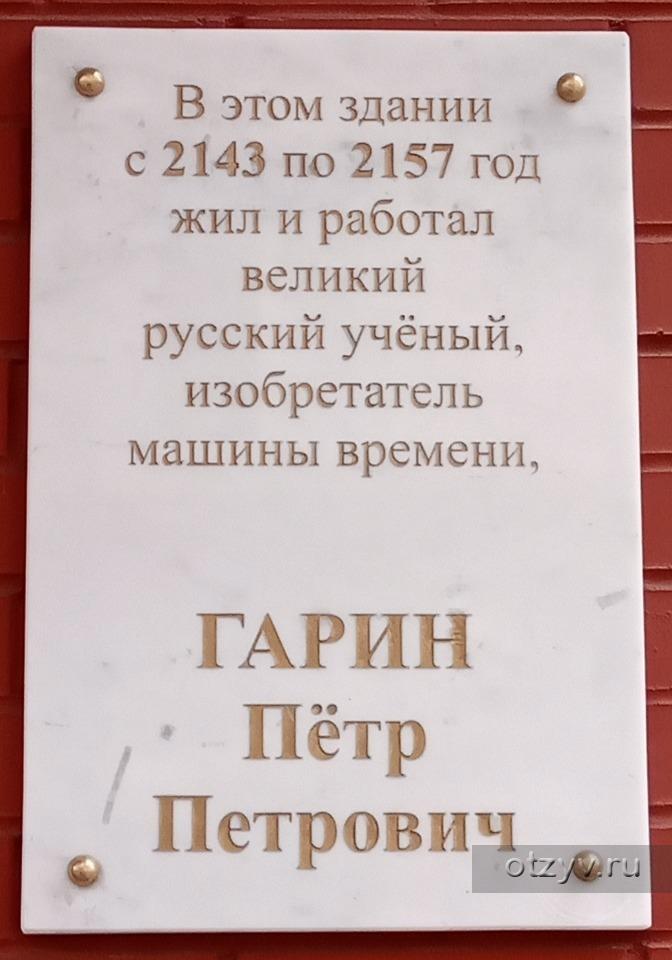 В этом здании
с 2143 по 2157 год
жил и работал
великий
русский учёный,
изобретатель
машины времени,
ГАРИН
Пётр
Петрович
otzyv.ru